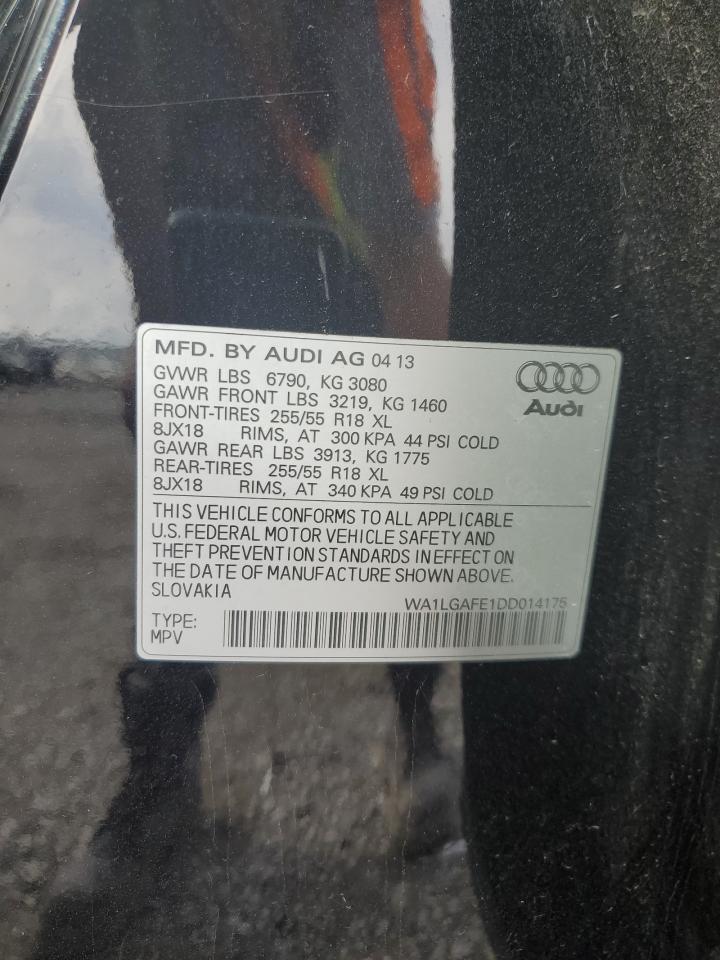 MFD. BY AUDI AG 04 13
GVWR LBS 6790, KG 3080
GAWR FRONT LBS 3219, KG 1460
FRONT-TIRES 255/55 R18 XL
8JX18 RIMS, AT 300 KPA 44 PSI COLD
GAWR REAR LBS 3913, KG 1775
REAR-TIRES 255/55 R18 XL
8JX18 RIMS, AT 340 KPA 49 PSI COLD
Audi
THIS VEHICLE CONFORMS TO ALL APPLICABLE
U.S. FEDERAL MOTOR VEHICLE SAFETY AND
THEFT PREVENTION STANDARDS IN EFFECT ON
THE DATE OF MANUFACTURE SHOWN ABOVE.
SLOVAKIA
WA1LGAFE1DD014175
TYPE:
MPV